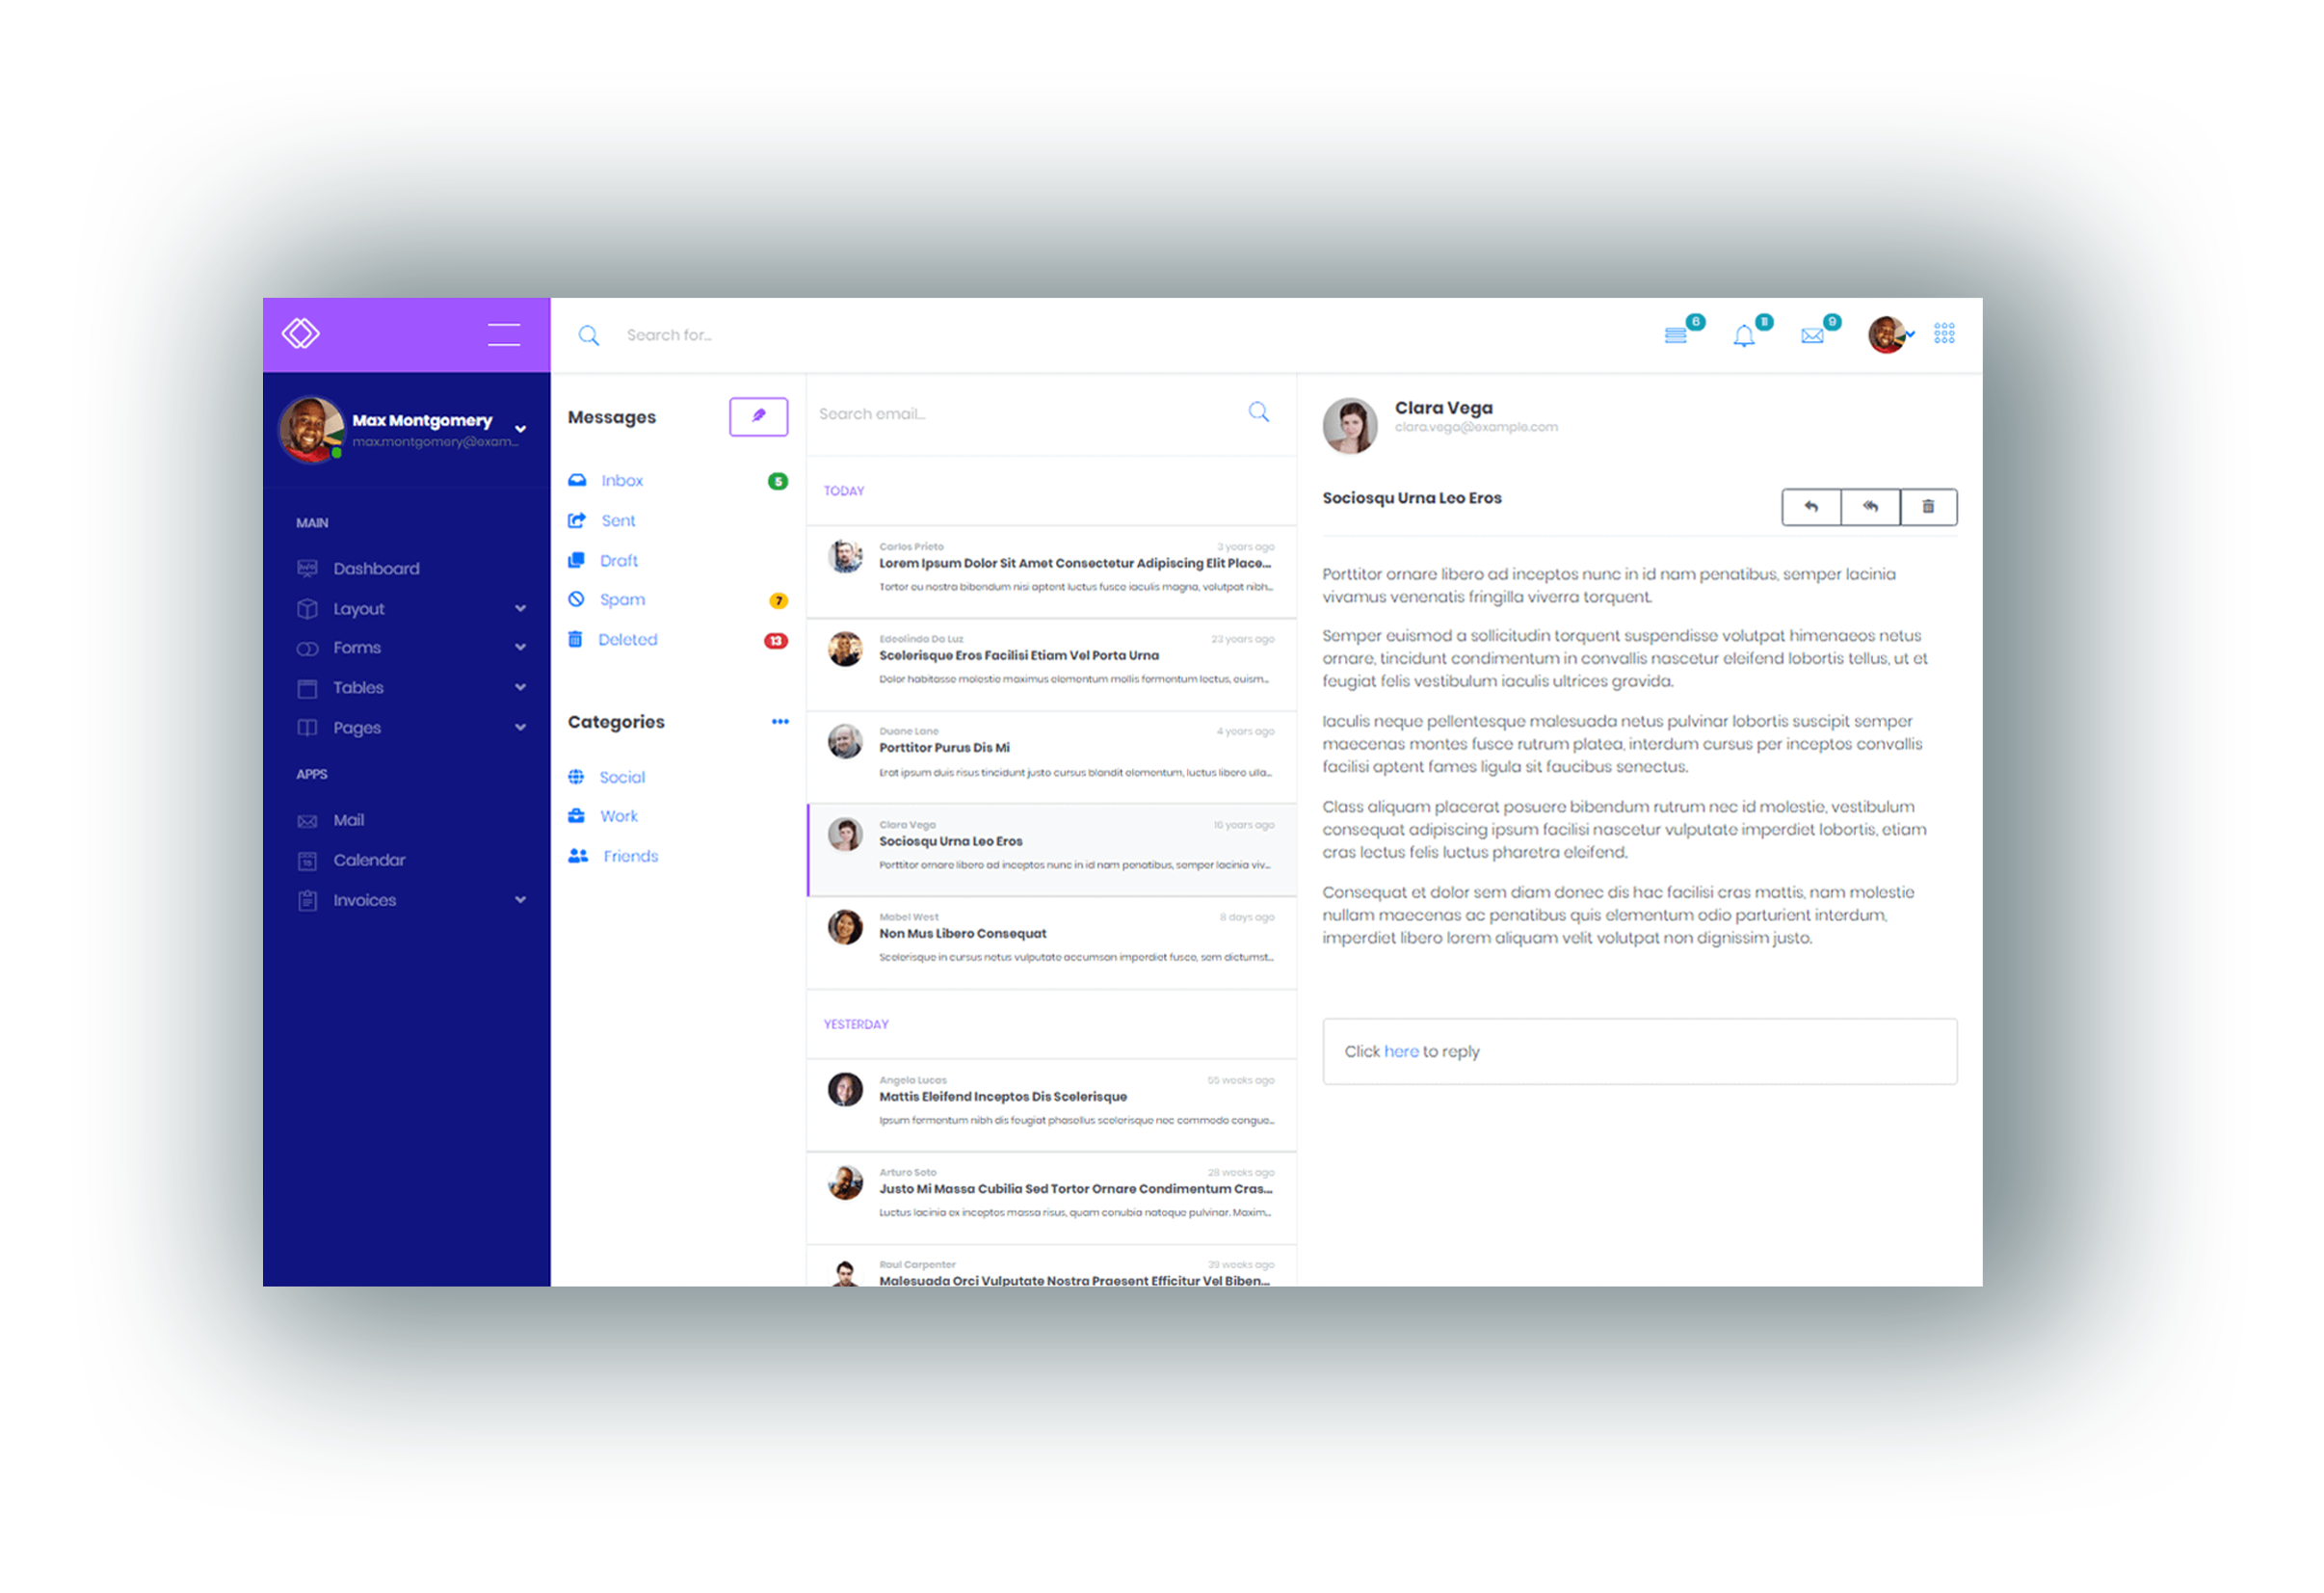 Search for...
6
11
9
Max Montgomery
max.montgomery@exam...
MAIN
Dashboard
Layout
Forms
Tables
Pages
APPS
Mail
Calendar
Invoices
Messages
Inbox
5
Sent
Draft
Spam
7
Deleted
13
Categories
Social
Work
Friends
Search email...
TODAY
Carlos Prieto
3 years ago
Lorem Ipsum Dolor Sit Amet Consectetur Adipiscing Elit Place...
Tortor eu nostra bibendum nisi aptent luctus fusce iaculis magna, volutpat nibh...
Edeolindo Da Luz
23 years ago
Scelerisque Eros Facilisi Etiam Vel Porta Urna
Dolor habitasse molestie maximus elementum mollis fermentum lectus, euism...
Duane Lane
4 years ago
Porttitor Purus Dis Mi
Erat ipsum duis risus tincidunt justo cursus blandit elementum, luctus libero ulla...
Clara Vega
16 years ago
Sociosqu Urna Leo Eros
Porttitor ornare libero ad inceptos nunc in id nam penatibus, semper lacinia viv...
Mabel West
8 days ago
Non Mus Libero Consequat
Scelerisque in cursus netus vulputate accumsan imperdiet fusce, sem dictumst...
YESTERDAY
Angela Lucas
55 weeks ago
Mattis Eleifend Inceptos Dis Scelerisque
Ipsum fermentum nibh dis feugiat phasellus scelerisque nec commodo congue...
Arturo Soto
28 weeks ago
Justo Mi Massa Cubilia Sed Tortor Ornare Condimentum Cras...
Luctus lacinia ex inceptos massa risus, quam conubia natoque pulvinar. Maxim...
Raul Carpenter
39 weeks ago
Malesuada Orci Vulputate Nostra Praesent Efficitur Vel Biben...
Clara Vega
clara.vega@example.com
Sociosqu Urna Leo Eros
Porttitor ornare libero ad inceptos nunc in id nam penatibus, semper lacinia
vivamus venenatis fringilla viverra torquent.
Semper euismod a sollicitudin torquent suspendisse volutpat himenaeos netus
ornare, tincidunt condimentum in convallis nascetur eleifend lobortis tellus, ut et
feugiat felis vestibulum iaculis ultrices gravida.
Iaculis neque pellentesque malesuada netus pulvinar lobortis suscipit semper
maecenas montes fusce rutrum platea, interdum cursus per inceptos convallis
facilisi aptent fames ligula sit faucibus senectus.
Class aliquam placerat posuere bibendum rutrum nec id molestie, vestibulum
consequat adipiscing ipsum facilisi nascetur vulputate imperdiet lobortis, etiam
cras lectus felis luctus pharetra eleifend.
Consequat et dolor sem diam donec dis hac facilisi cras mattis, nam molestie
nullam maecenas ac penatibus quis elementum odio parturient interdum,
imperdiet libero lorem aliquam velit volutpat non dignissim justo.
Click here to reply